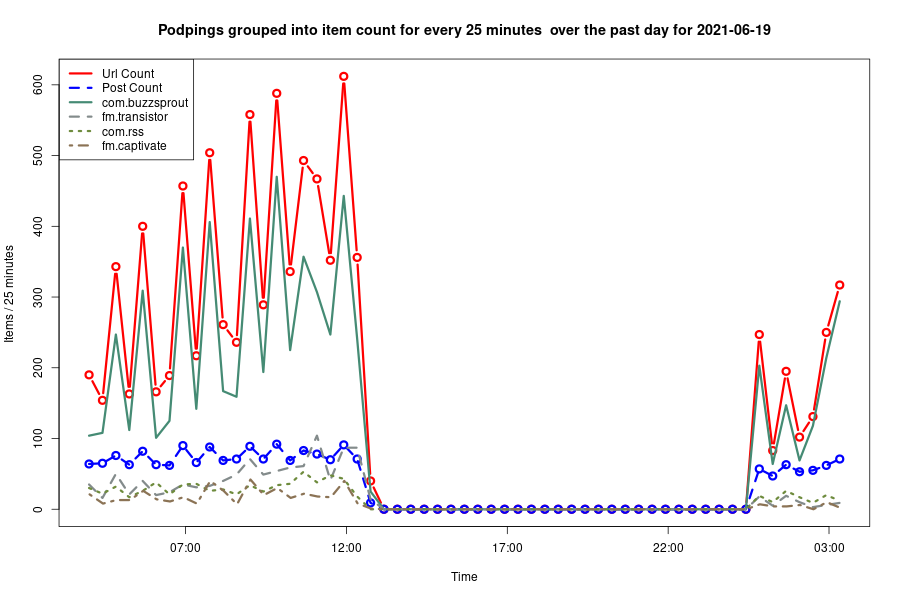 Podpings grouped into item count for every 25 minutes  over the past day for 2021-06-19
Url Count
Post Count
com.buzzsprout
fm.transistor
com.rss
fm.captivate
600
500
400
300
200
100
0
Items / 25 minutes
07:00 12:00 17:00 22:00 03:00
Time